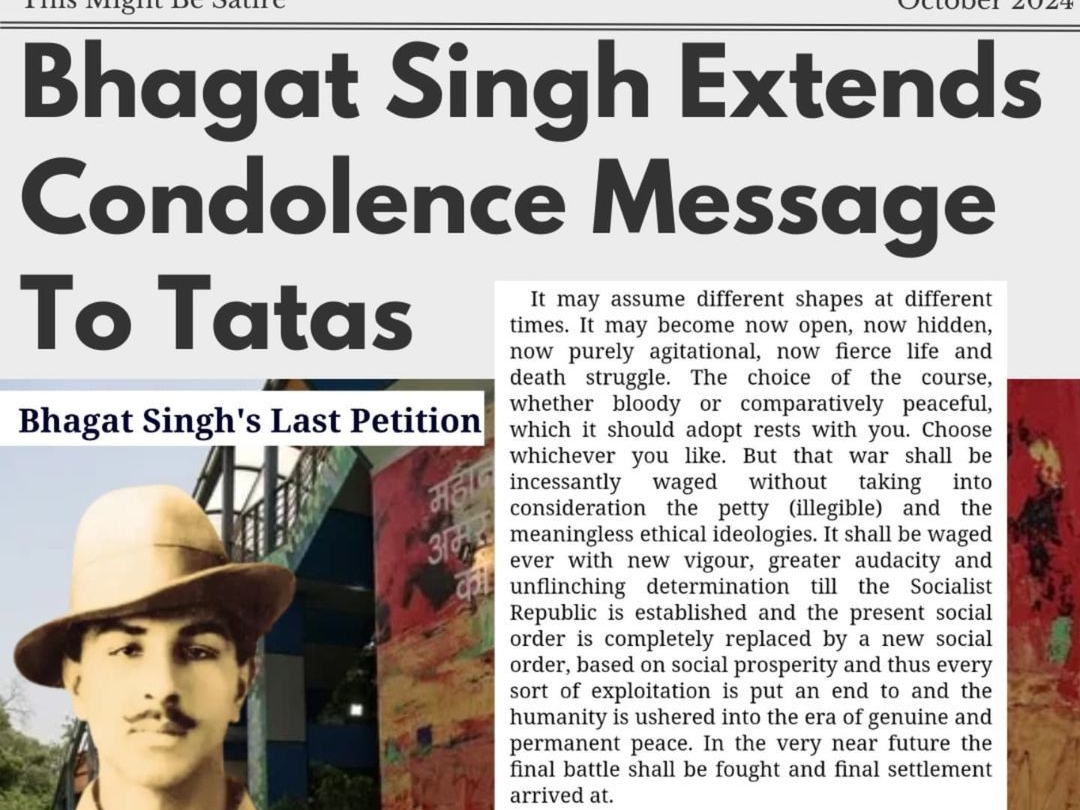 This Might Be Satire
October 2024
Bhagat Singh Extends
Condolence Message
To Tatas
Bhagat Singh's Last Petition
It may assume different shapes at different
times. It may become now open, now hidden,
now purely agitational, now fierce life and
death struggle. The choice of the course,
whether bloody or comparatively peaceful,
which it should adopt rests with you. Choose
whichever you like. But that war shall be
incessantly waged without taking into
consideration the petty (illegible) and the
meaningless ethical ideologies. It shall be waged
ever with new vigour, greater audacity and
unflinching determination till the Socialist
Republic is established and the present social
order is completely replaced by a new social
order, based on social prosperity and thus every
sort of exploitation is put an end to and the
humanity is ushered into the era of genuine and
permanent peace. In the very near future the
final battle shall be fought and final settlement
arrived at.